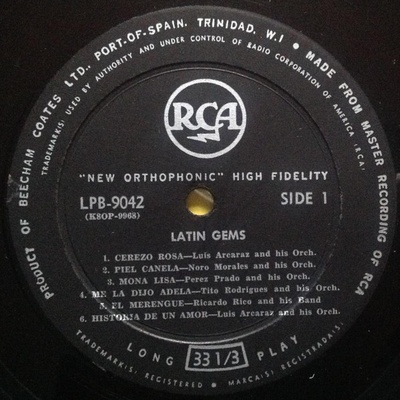 PRODUCT OF BEECHAM COATES LTD., PORT-OF-SPAIN, TRINIDAD, W.I • MADE FROM MASTER RECORDING OF RCA
TRADEMARK(S) USED BY AUTHORITY AND UNDER CONTROL OF RADIO CORPORATION OF AMERICA (RCA)
RCA
"NEW ORTHOPHONIC" HIGH FIDELITY
LPB-9042 SIDE 1
(K8OP-9968)
LATIN GEMS
1. CEREZO ROSA—Luis Arcaraz and his Orch.
2. PIEL CANELA—Noro Morales and his Orch.
3. MONA LISA—Perez Prado and his Orch.
4. ME LA DIJO ADELA—Tito Rodrigues and his Orch.
5. EL MERENGUE—Ricardo Rico and his Band
6. HISTORIA DE UN AMOR—Luis Arcaraz and his Orch.
LONG 33 1/3 PLAY
TRADEMARK(S) REGISTERED • MARCA(S) REGISTRADA(S)